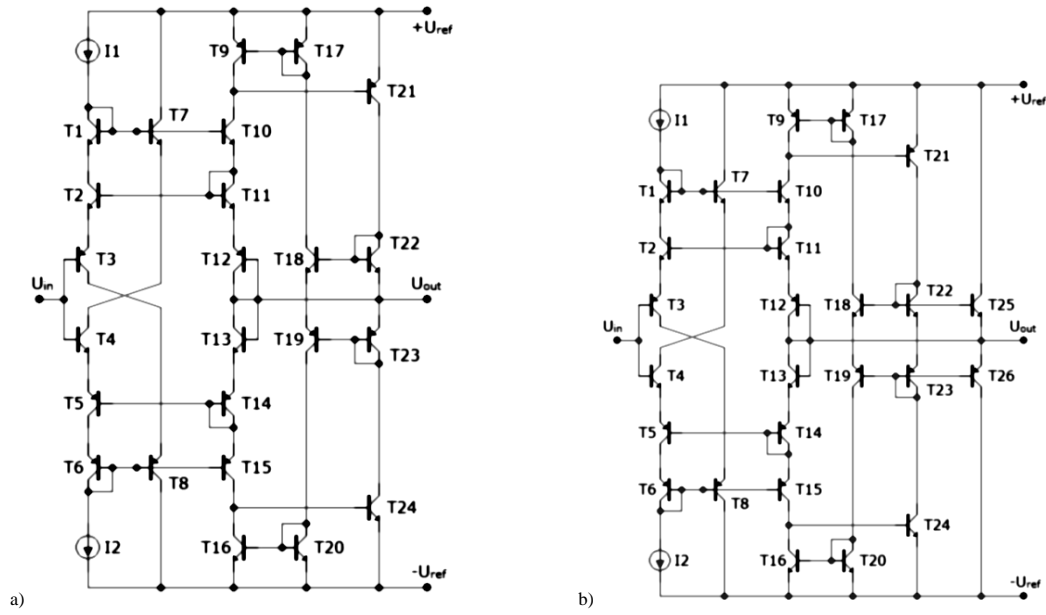 +Uref
I1
T9
T17
T21
T7
T1
T10
T2
T11
T3
T12
T18
T22
Uin
Uout
T4
T13
T19
T23
T5
T14
T6
T8
T15
T24
I2
T16
T20
-Uref
a)
+Uref
I1
T9
T17
T21
T7
T1
T10
T2
T11
T3
T12
T18
T22
T25
Uin
Uout
T4
T13
T19
T23
T26
T5
T14
T6
T8
T15
T24
I2
T16
T20
-Uref
b)